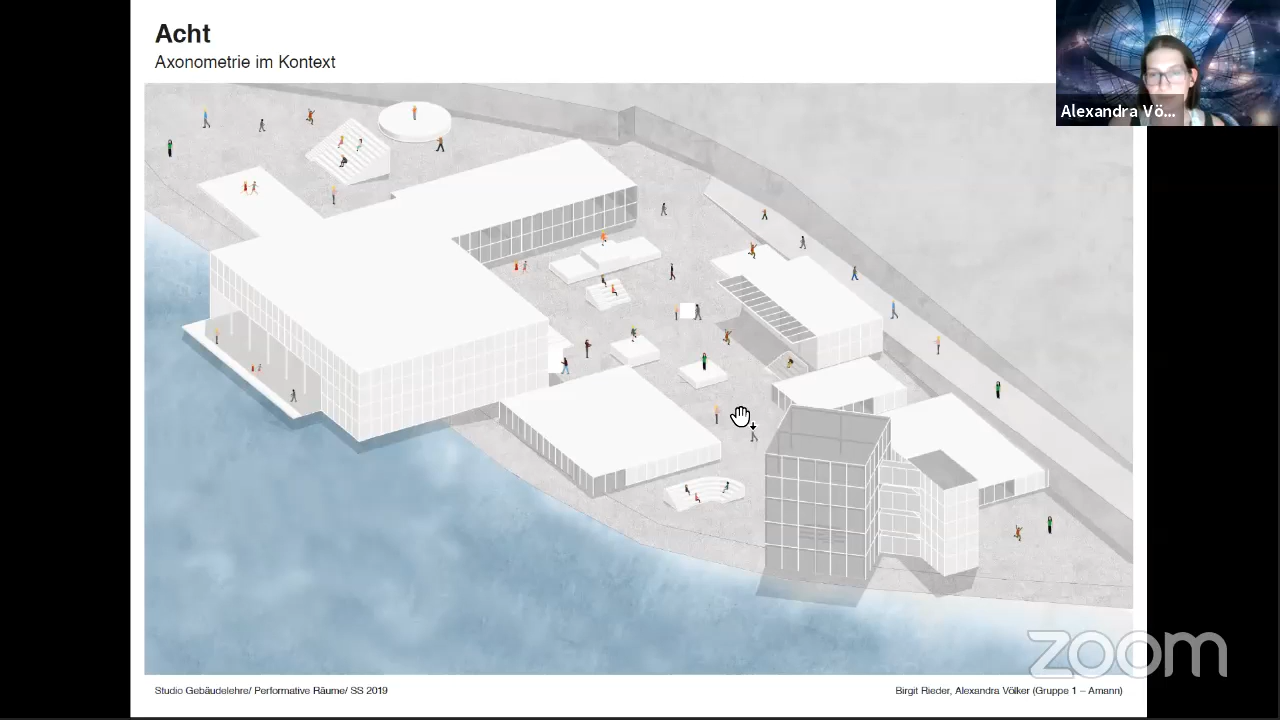 Acht
Axonometrie im Kontext
Alexandra Vö...
zoom
Studio Gebäudelehre/ Performative Räume/ SS 2019
Birgit Rieder, Alexandra Völker (Gruppe 1 – Amann)